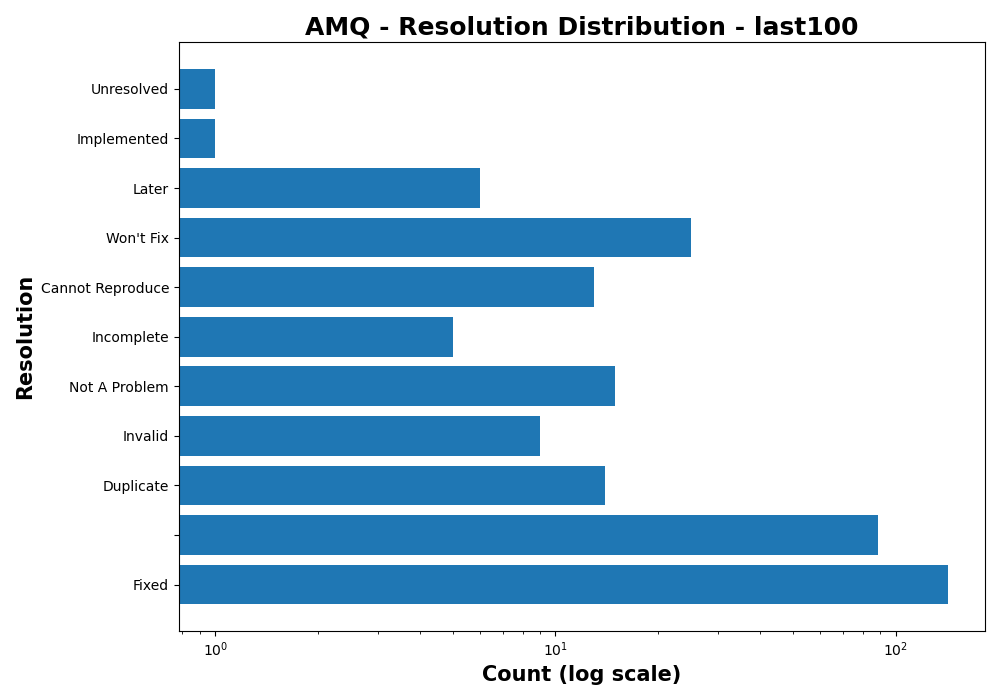 AMQ - Resolution Distribution - last100
Resolution
Unresolved
Implemented
Later
Won't Fix
Cannot Reproduce
Incomplete
Not A Problem
Invalid
Duplicate
Fixed
10⁰ 10¹ 10²
Count (log scale)